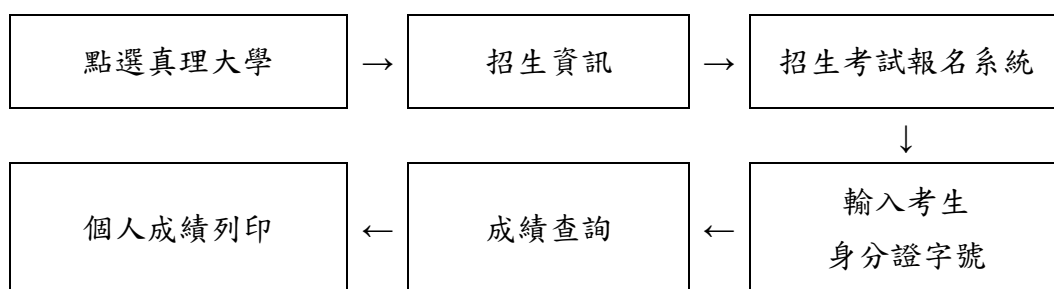 點選真理大學 → 招生資訊 → 招生考試報名系統
↓
個人成績列印 ← 成績查詢 ← 輸入考生
身分證字號